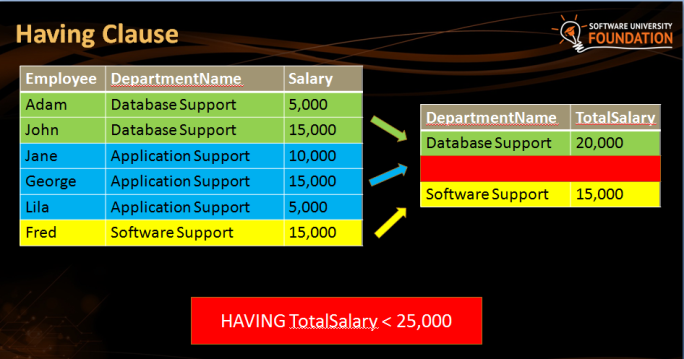 Having Clause
SOFTWARE UNIVERSITY
FOUNDATION
Employee DepartmentName Salary
Adam Database Support 5,000
John Database Support 15,000
Jane Application Support 10,000
George Application Support 15,000
Lila Application Support 5,000
Fred Software Support 15,000
DepartmentName TotalSalary
Database Support 20,000
Software Support 15,000
HAVING TotalSalary < 25,000